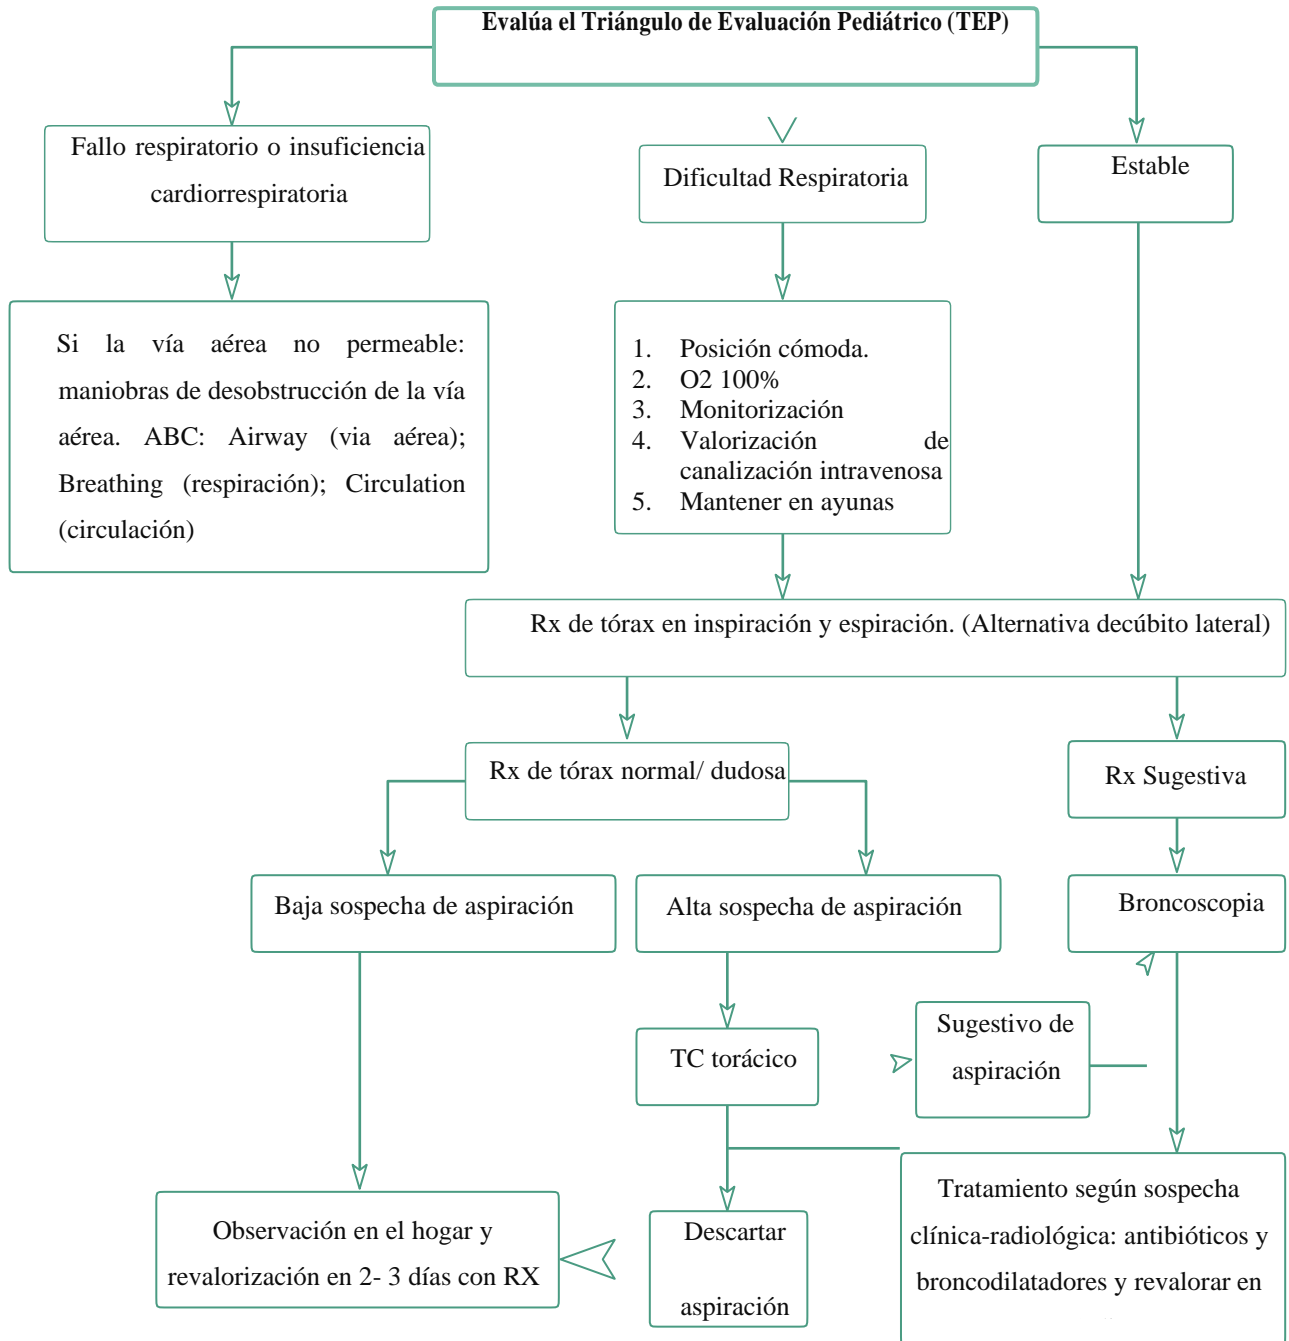 Evalúa el Triángulo de Evaluación Pediátrico (TEP)
Fallo respiratorio o insuficiencia
cardiorrespiratoria
Dificultad Respiratoria
Estable
Si la vía aérea no permeable:
maniobras de desobstrucción de la vía
aérea. ABC: Airway (via aérea);
Breathing (respiración); Circulation
(circulación)
1. Posición cómoda.
2. O2 100%
3. Monitorización
4. Valorización de
canalización intravenosa
5. Mantener en ayunas
Rx de tórax en inspiración y espiración. (Alternativa decúbito lateral)
Rx de tórax normal/ dudosa
Rx Sugestiva
Baja sospecha de aspiración
Alta sospecha de aspiración
Broncoscopia
TC torácico
Sugestivo de
aspiración
Observación en el hogar y
revalorización en 2- 3 días con RX
Descartar
aspiración
Tratamiento según sospecha
clínica-radiológica: antibióticos y
broncodilatadores y revalorar en